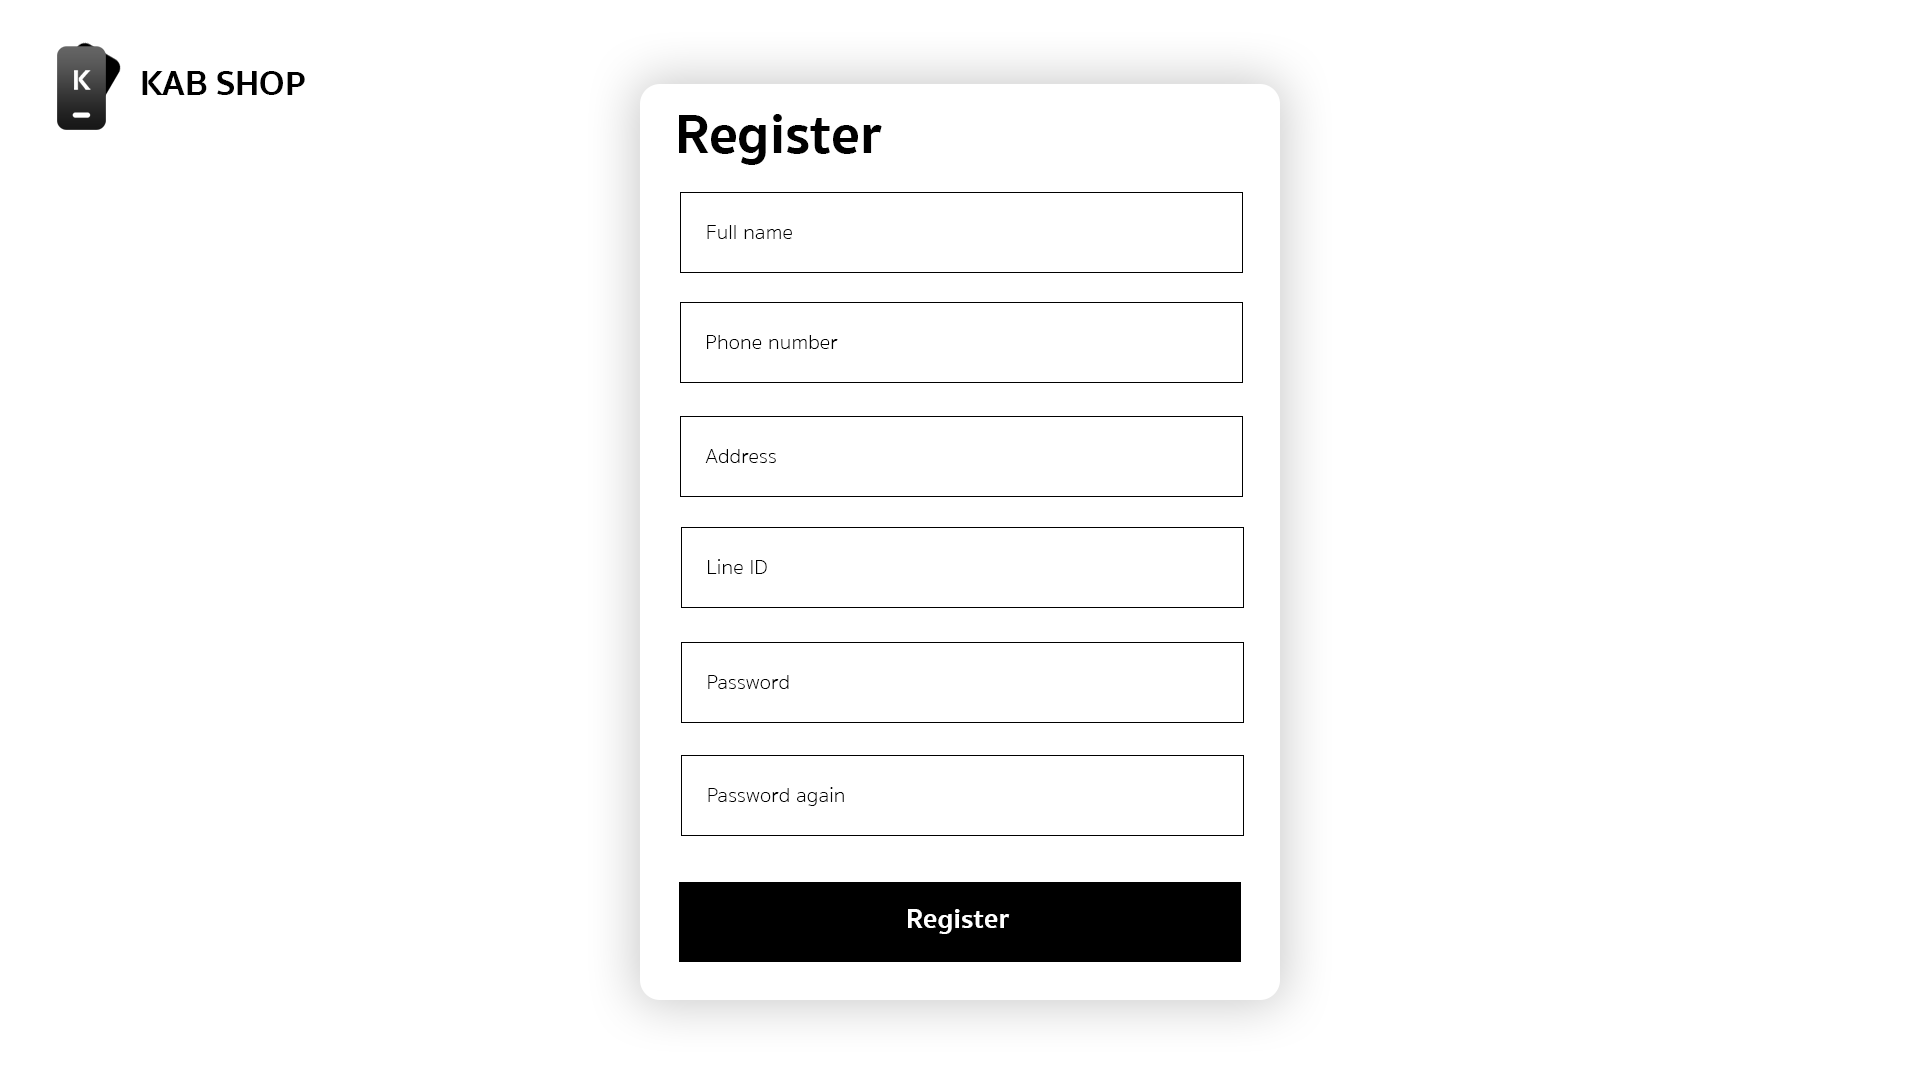 K
KAB SHOP
Register
Full name
Phone number
Address
Line ID
Password
Password again
Register